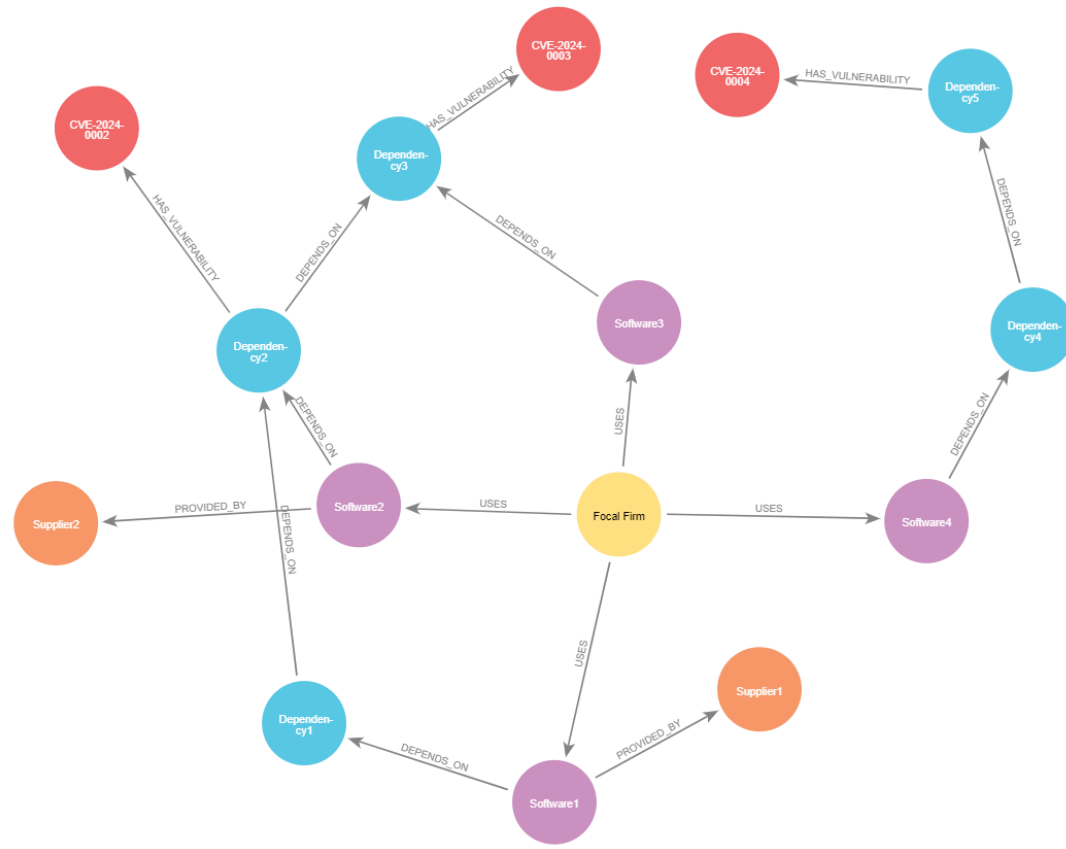 CVE-2024-
0003
CVE-2024-
0004
HAS_VULNERABILITY
Dependen-
cy5
CVE-2024-
0002
HAS_VULNERABILITY
Dependen-
cy3
HAS_VULNERABILITY
DEPENDS_ON
DEPENDS_ON
DEPENDS_ON
Dependen-
cy2
Software3
Dependen-
cy4
DEPENDS_ON
USES
DEPENDS_ON
Supplier2
PROVIDED_BY
Software2
USES
Focal Firm
USES
Software4
DEPENDS_ON
USES
Dependen-
cy1
DEPENDS_ON
Software1
PROVIDED_BY
Supplier1